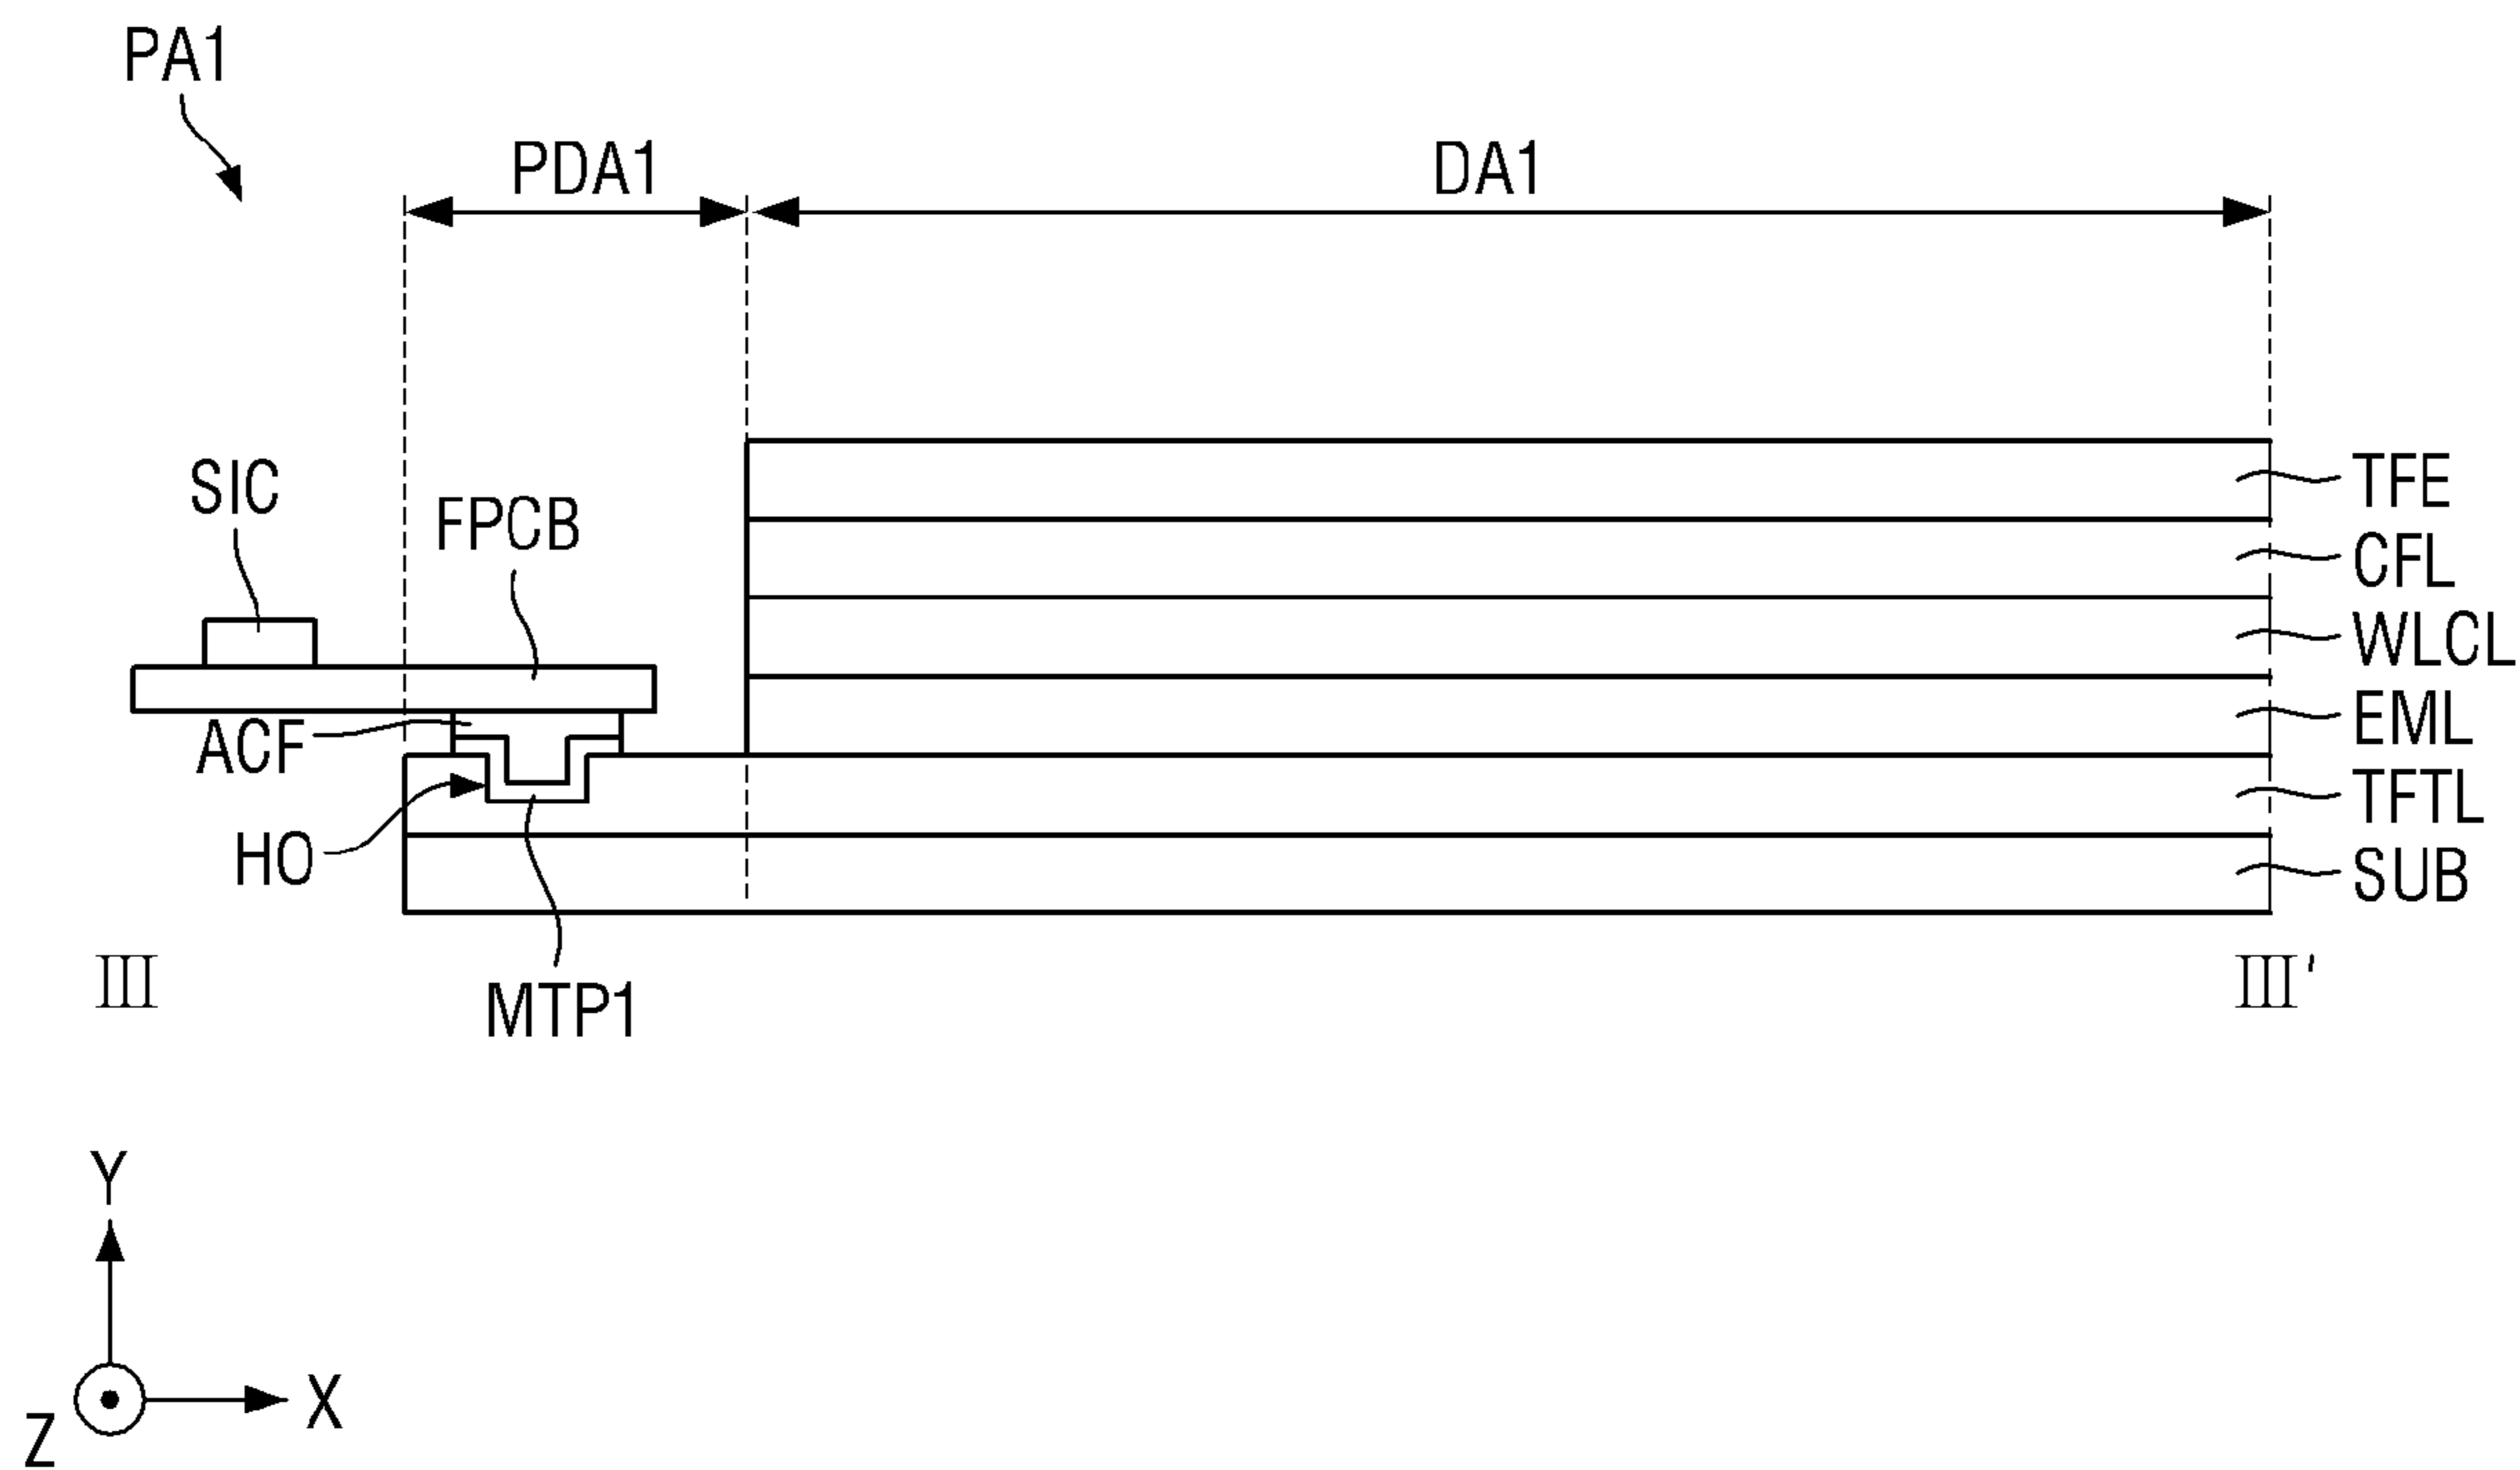 PA1
PDA1
DA1
SIC
FPCB
TFE
CFL
WLCL
ACF
EML
TFTL
HO
SUB
III
MTP1
III'
Y
X
Z